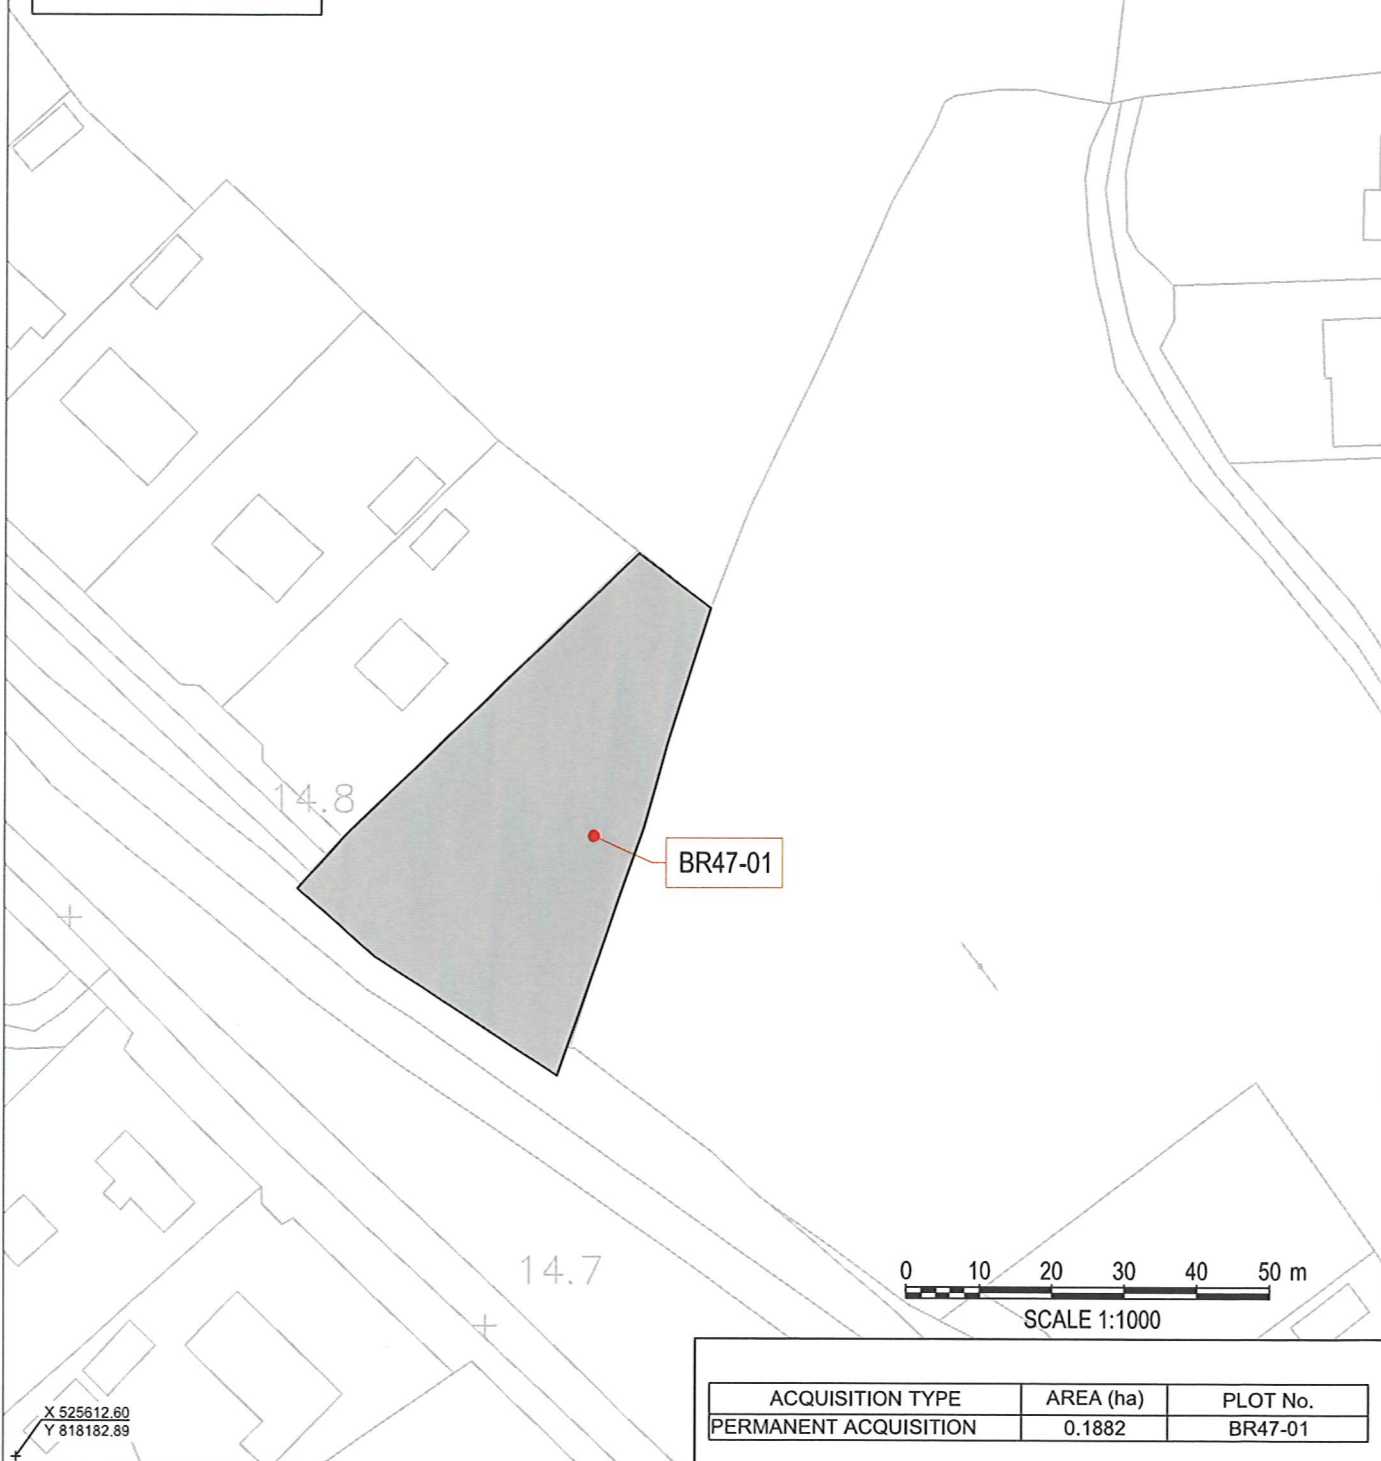 14.8
BR47-01
14.7
0 10 20 30 40 50 m
SCALE 1:1000
ACQUISITION TYPE AREA (ha) PLOT No.
PERMANENT ACQUISITION 0.1882 BR47-01
X 525612.60
Y 818182.89